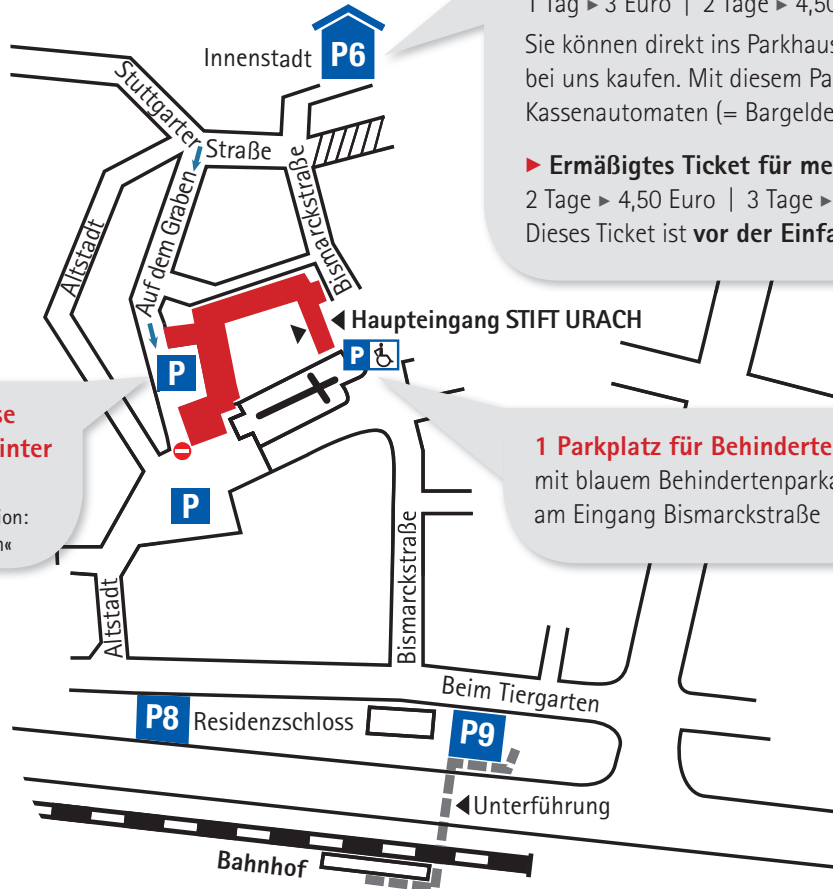 1 Tag ▸ 3 Euro | 2 Tage ▸ 4,50
Sie können direkt ins Parkhaus
bei uns kaufen. Mit diesem Pa
Kassenautomaten (= Bargelde
▸ Ermäßigtes Ticket für me
2 Tage ▸ 4,50 Euro | 3 Tage ▸
Dieses Ticket ist vor der Einfa
Innenstadt P6
Stuttgarter Straße
Bismarckstraße
Auf dem Graben
Altstadt
◀ Haupteingang STIFT URACH
P
P
se
inter
ion:
n«
P
1 Parkplatz für Behinderte
mit blauem Behindertenparka
am Eingang Bismarckstraße
Bismarckstraße
Altstadt
Beim Tiergarten
P8 Residenzschloss
P9
◀Unterführung
Bahnhof